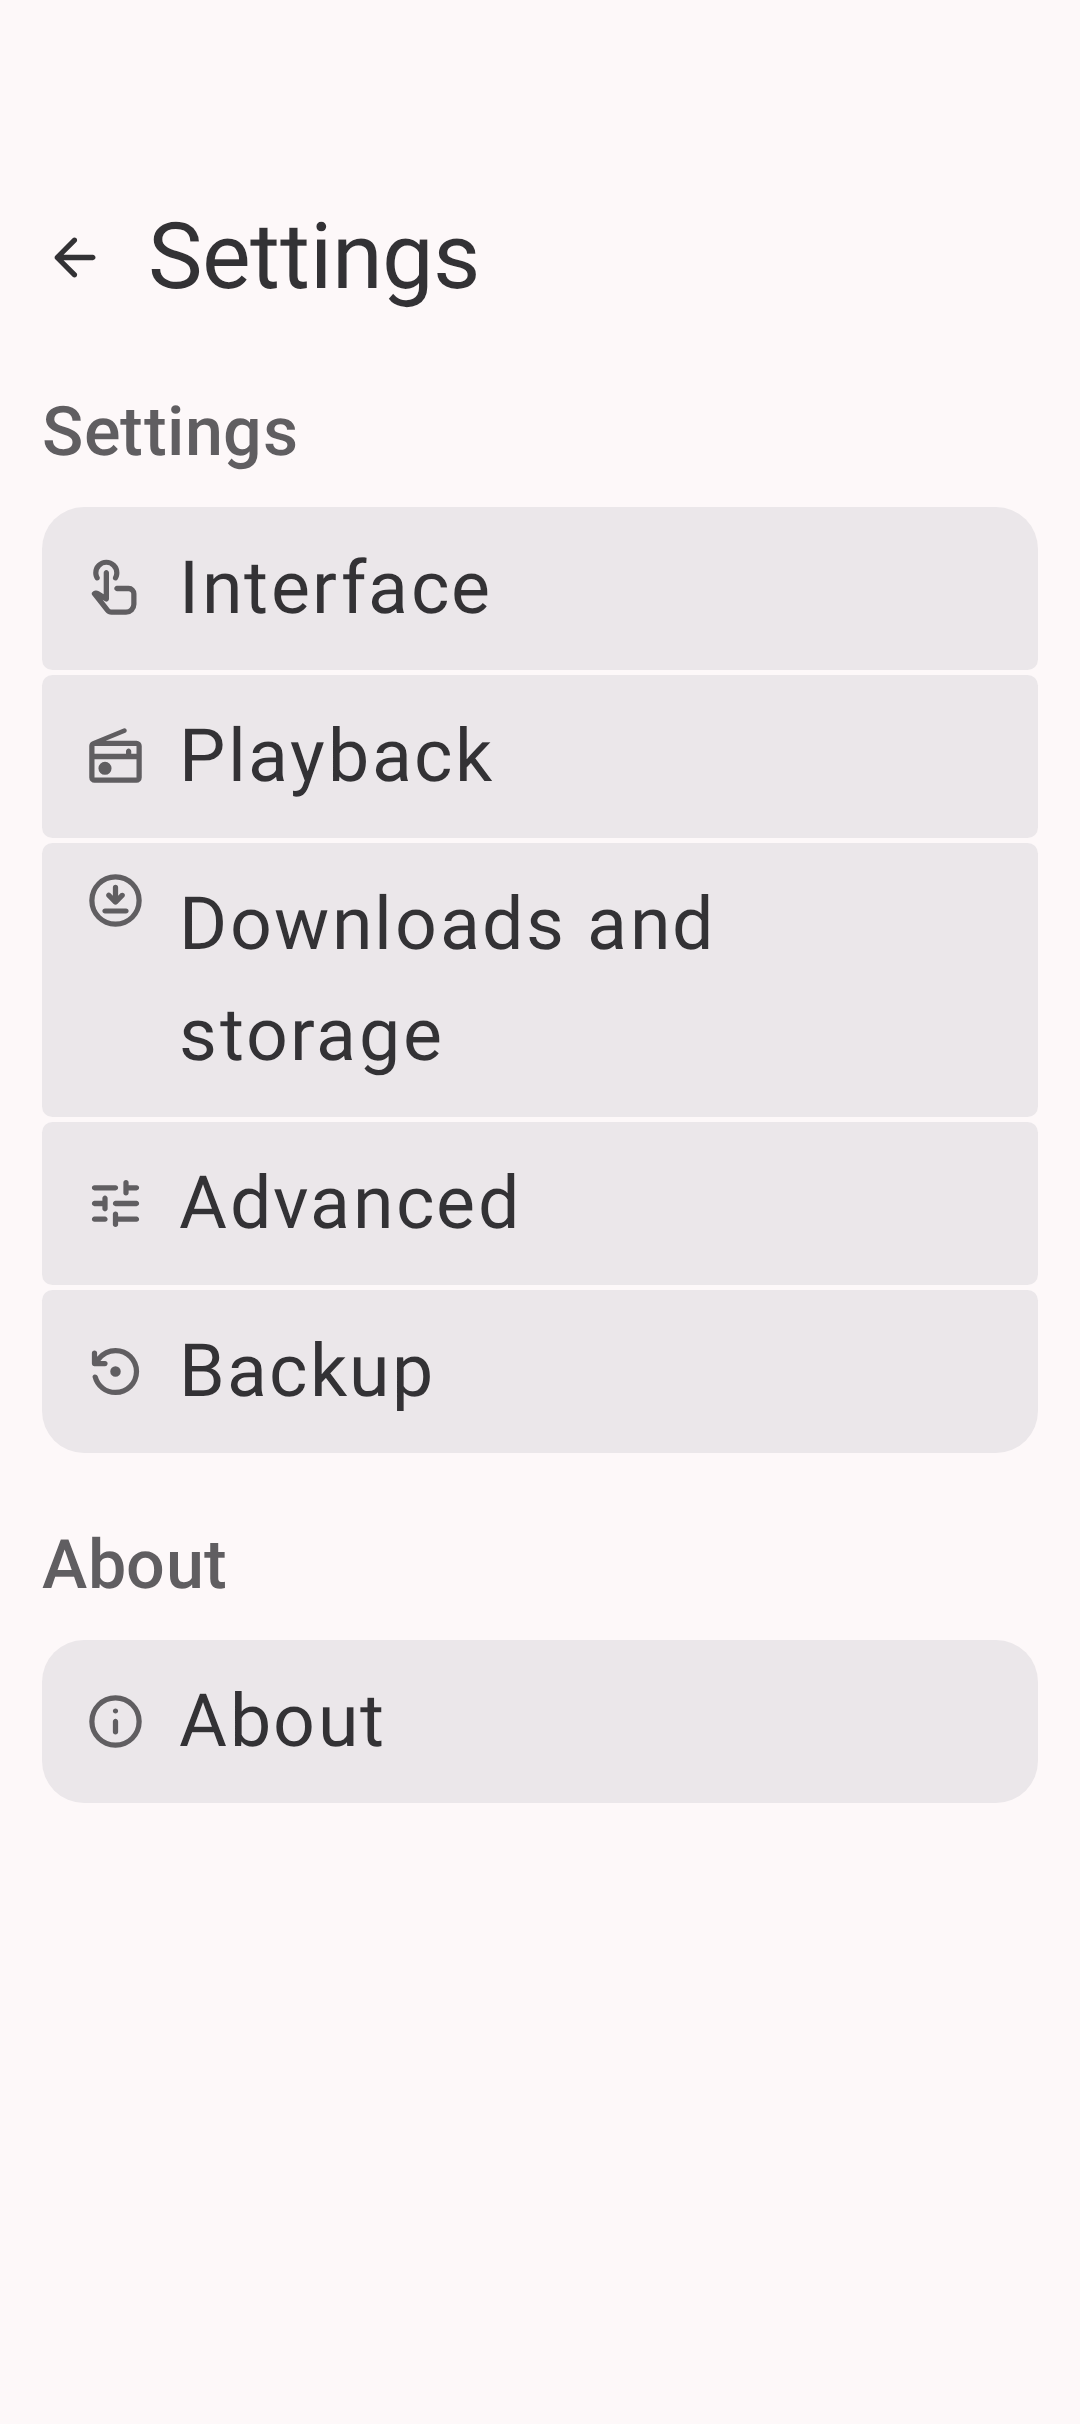 Settings
Settings
Interface
Playback
Downloads and
storage
Advanced
Backup
About
About